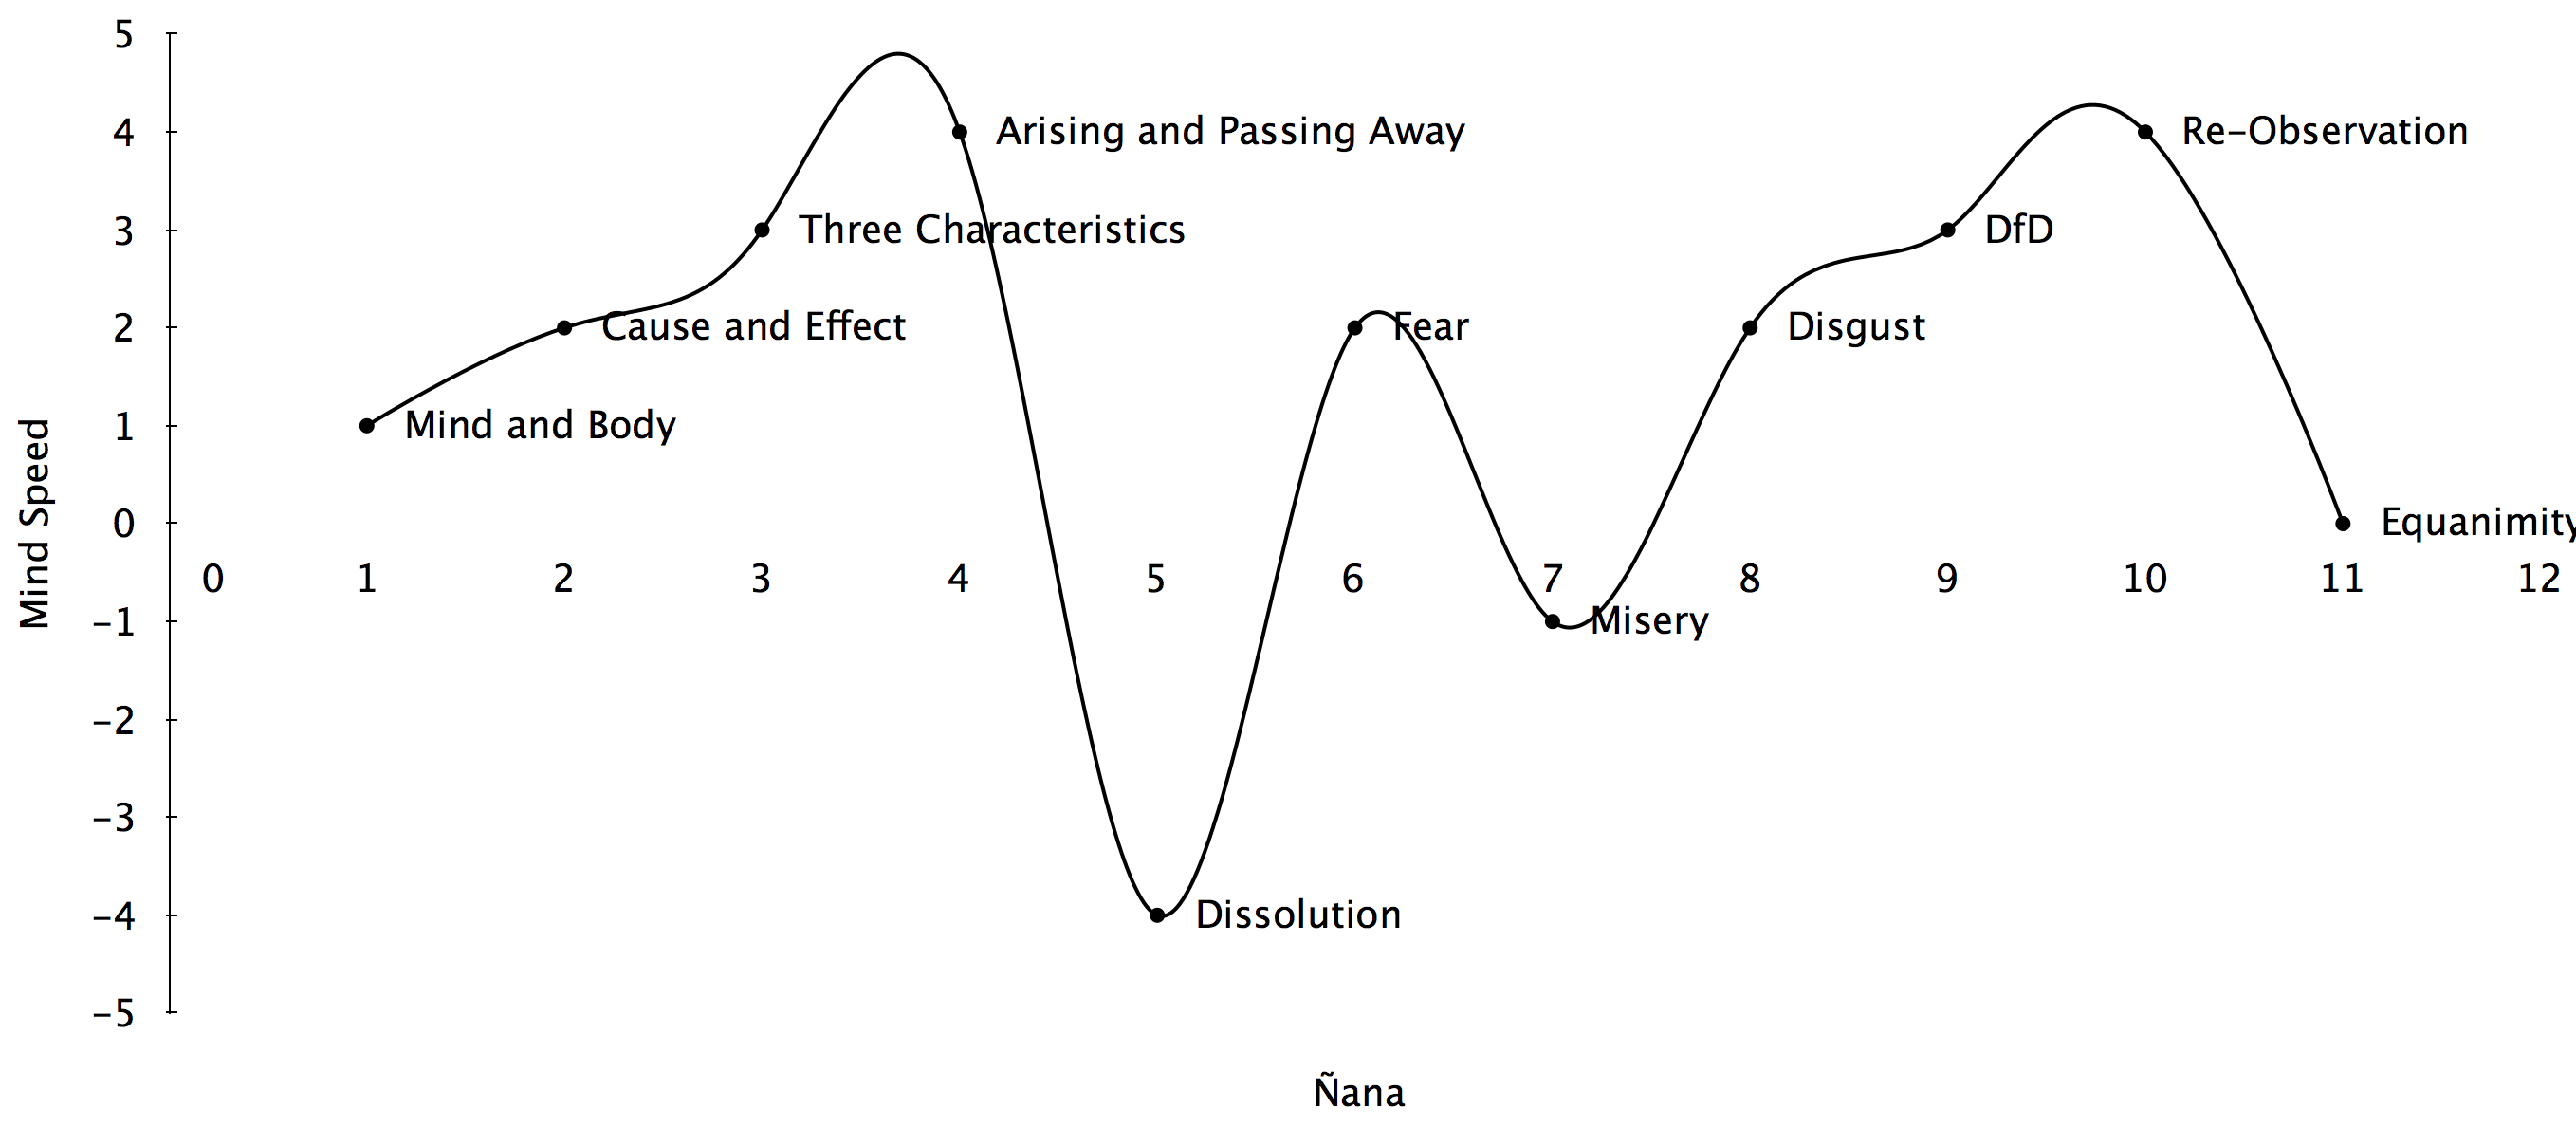 5
4
Arising and Passing Away
Re-Observation
3
Three Characteristics
DfD
2
Cause and Effect
Fear
Disgust
1
Mind and Body
0
Equanimity
0 1 2 3 4 5 6 7 8 9 10 11 12
-1
Misery
-2
-3
-4
Dissolution
-5
Mind Speed
Ñana